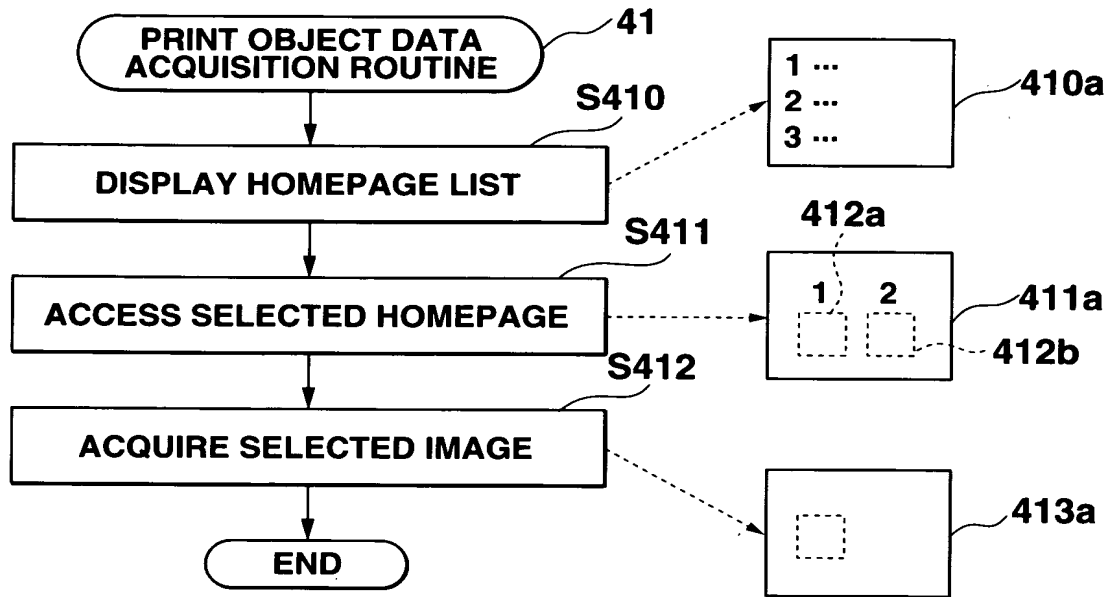 PRINT OBJECT DATA
ACQUISITION ROUTINE
41
S410
DISPLAY HOMEPAGE LIST
1 ...
2 ...
3 ...
410a
S411
ACCESS SELECTED HOMEPAGE
412a
1 2
411a
412b
S412
ACQUIRE SELECTED IMAGE
413a
END